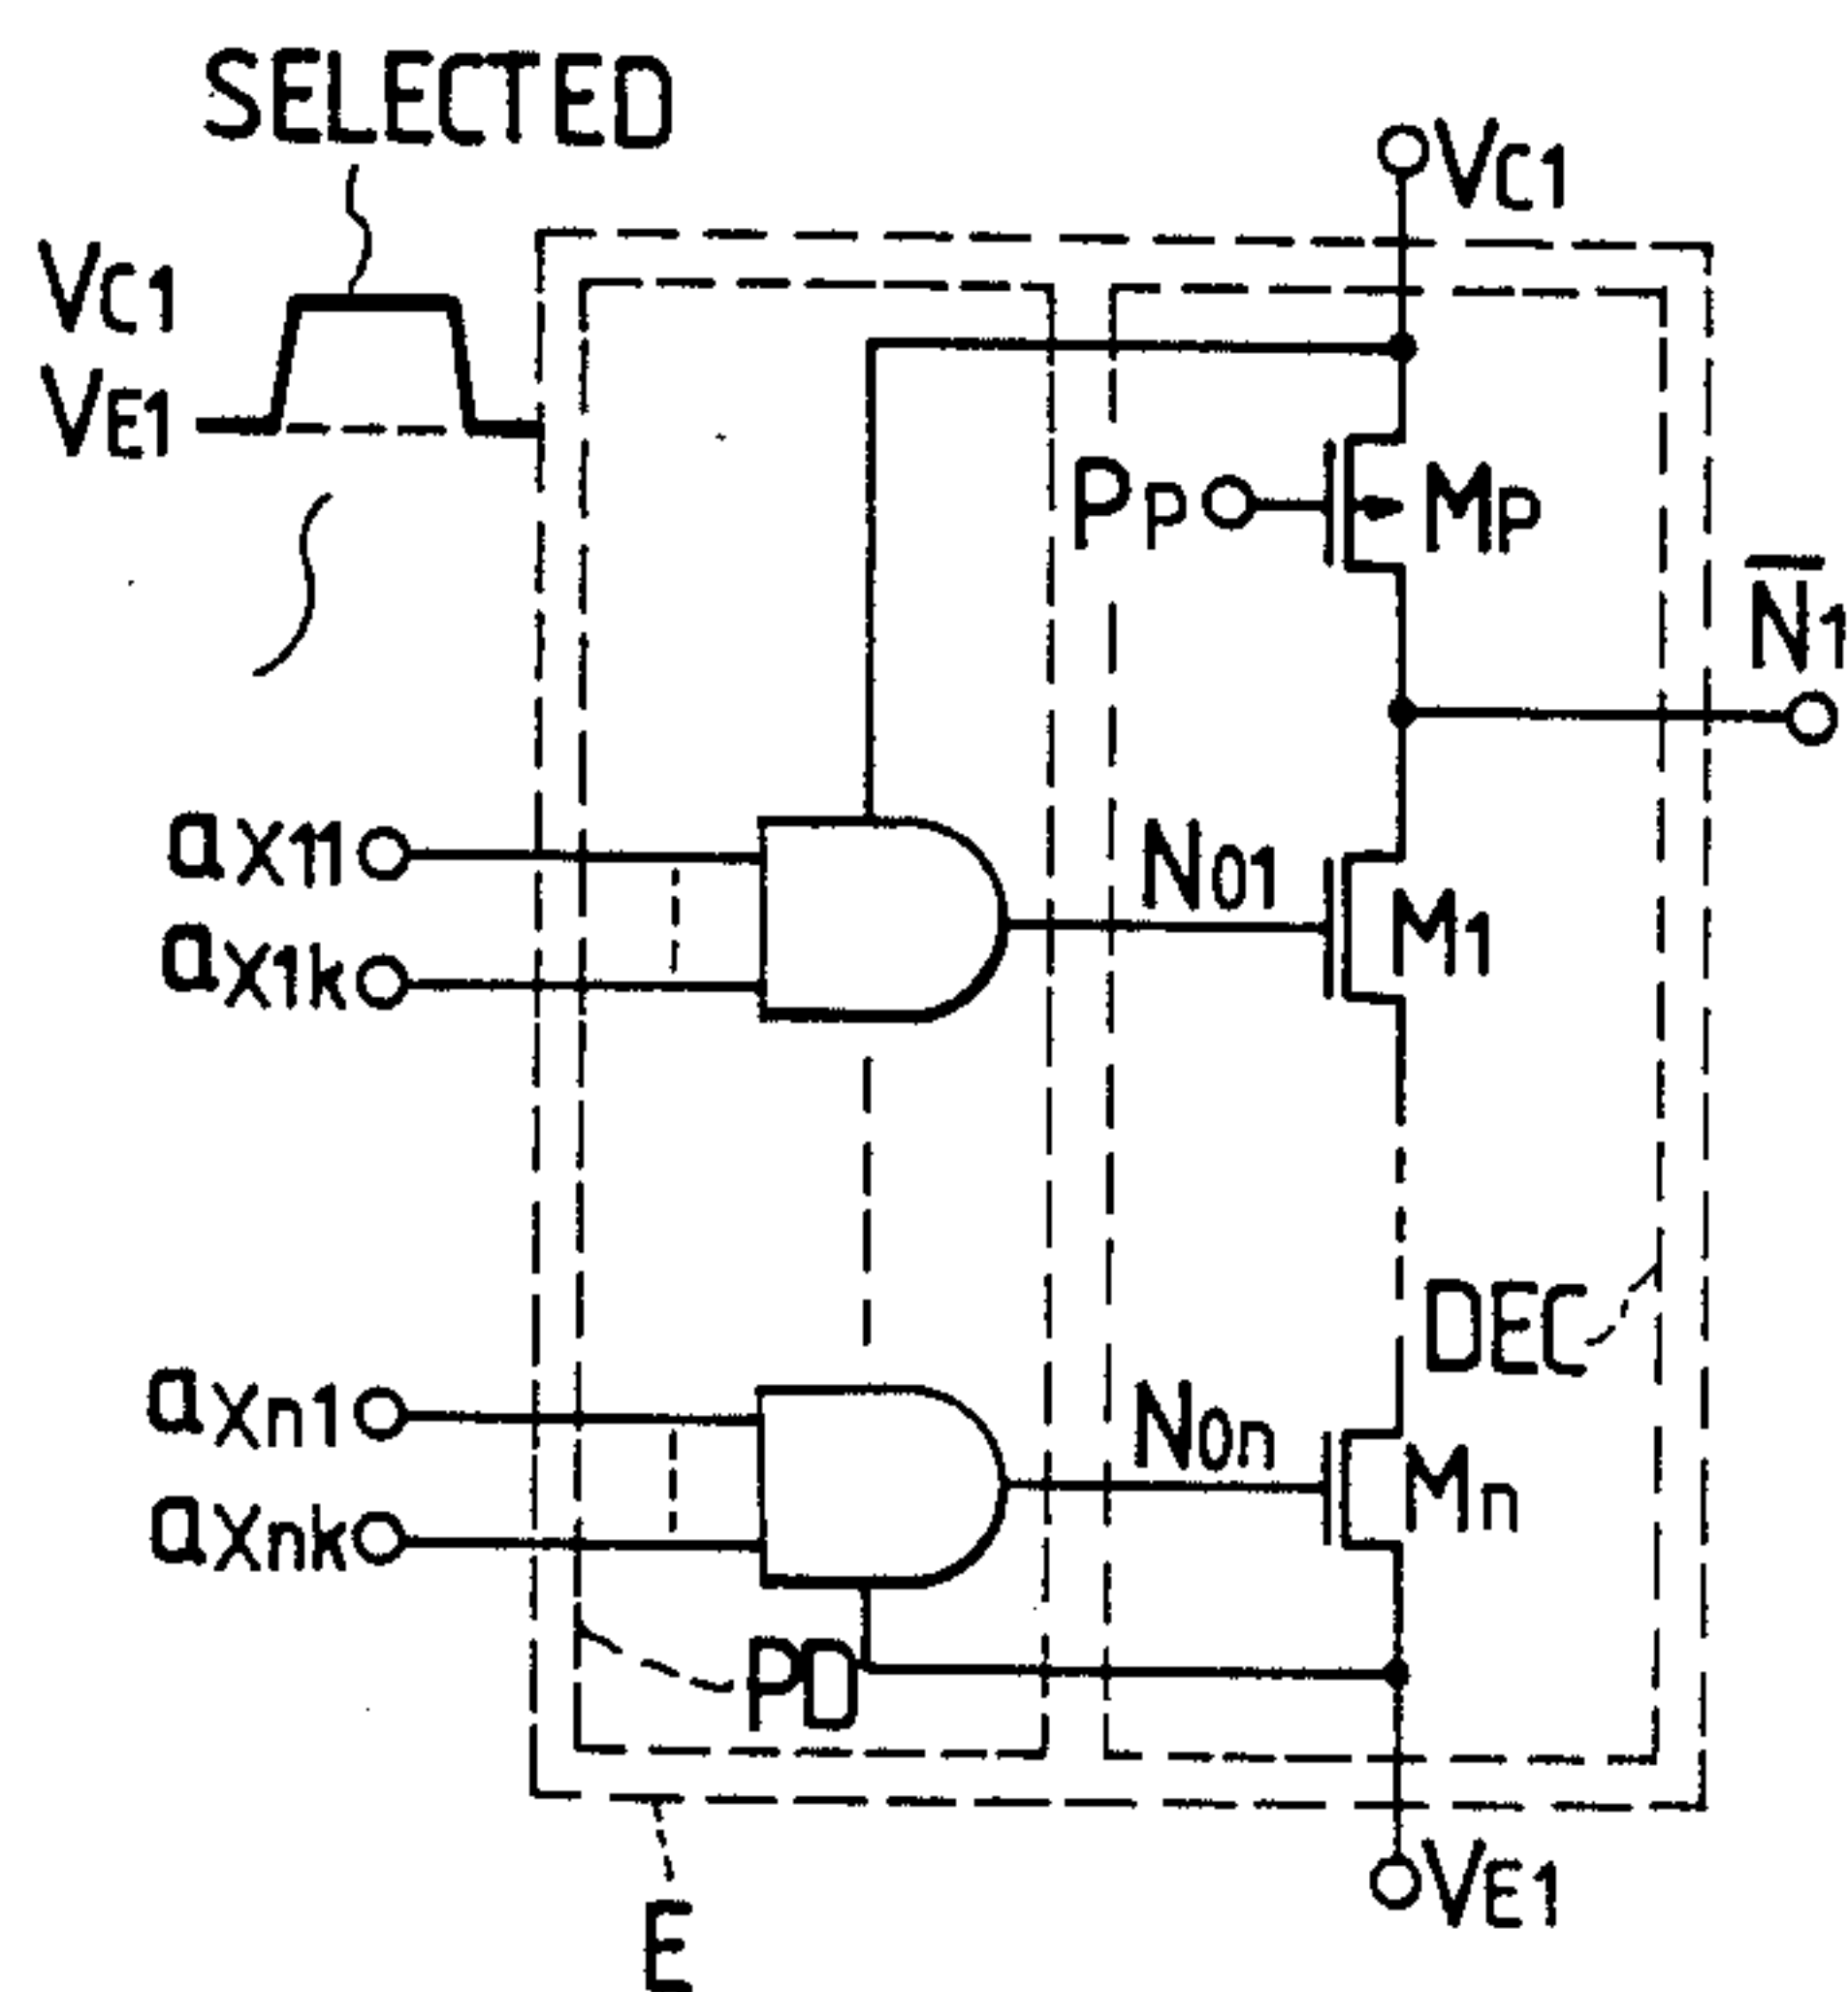 SELECTED
VC1
VC1
VE1
PP
MP
N̅1
aX11
N01
M1
aX1k
DEC
aXn1
N0n
Mn
aXnk
PD
VE1
E